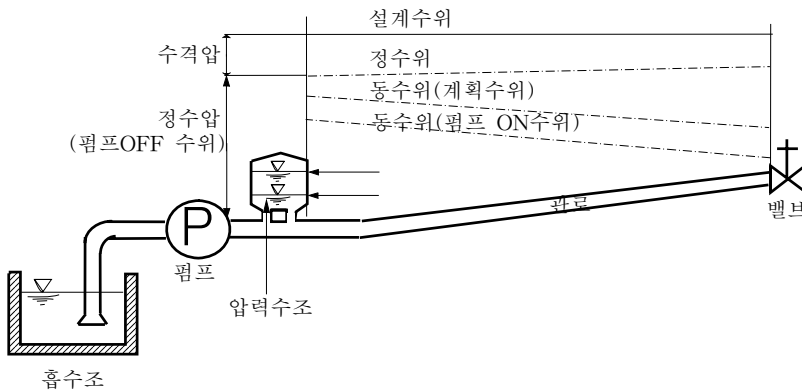 설계수위
수격압
정수위
동수위(계획수위)
정수압
(펌프OFF 수위)
동수위(펌프 ON수위)
관로
밸브
P
펌프
압력수조
흡수조